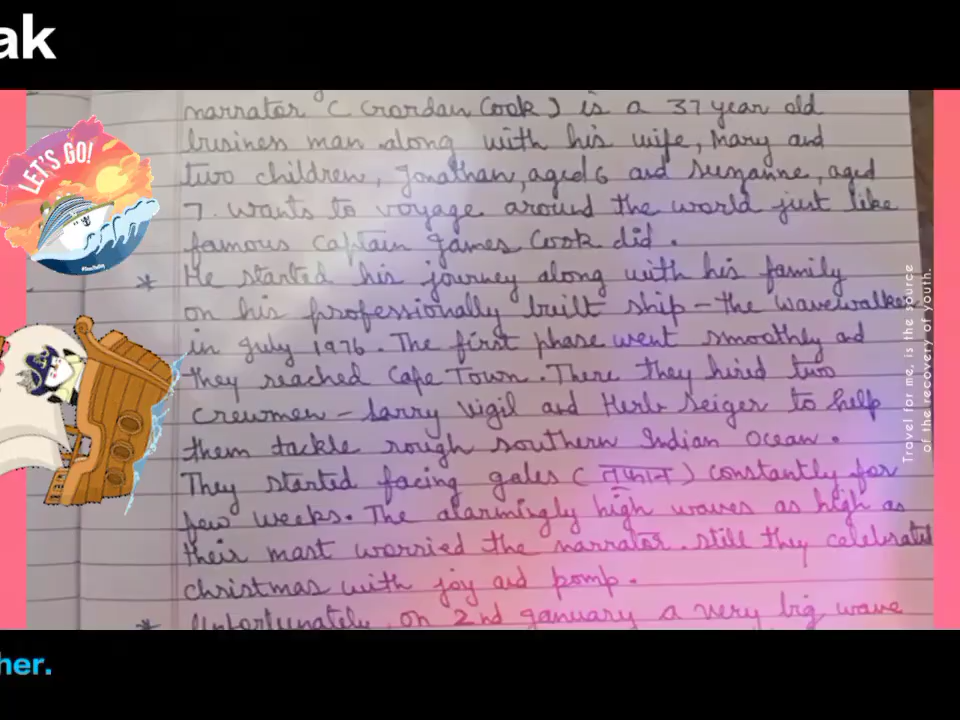 ak
LET'S GO!
narrator (Gordan Cook) is a 37 year old
business man along with his wife, Mary and
two children, Jonathan, aged 6 and Suzanne, aged
7. wants to voyage around the world just like
famous captain James Cook did.
* He started his journey along with his family
on his professionally built ship - the wavewalker
in July 1976. The first phase went smoothly and
they reached Cape Town. There they hired two
crewmen - Larry Vigil and Herb Seiger to help
them tackle rough southern Indian Ocean.
They started facing gales (तूफान) constantly for
few weeks. The alarmingly high waves as high as
their mast worried the narrator. still they celebrated
christmas with joy and pomp.
* Unfortunately on 2nd January a very big wave
Travel for me, is the source
of the recovery of youth.
her.